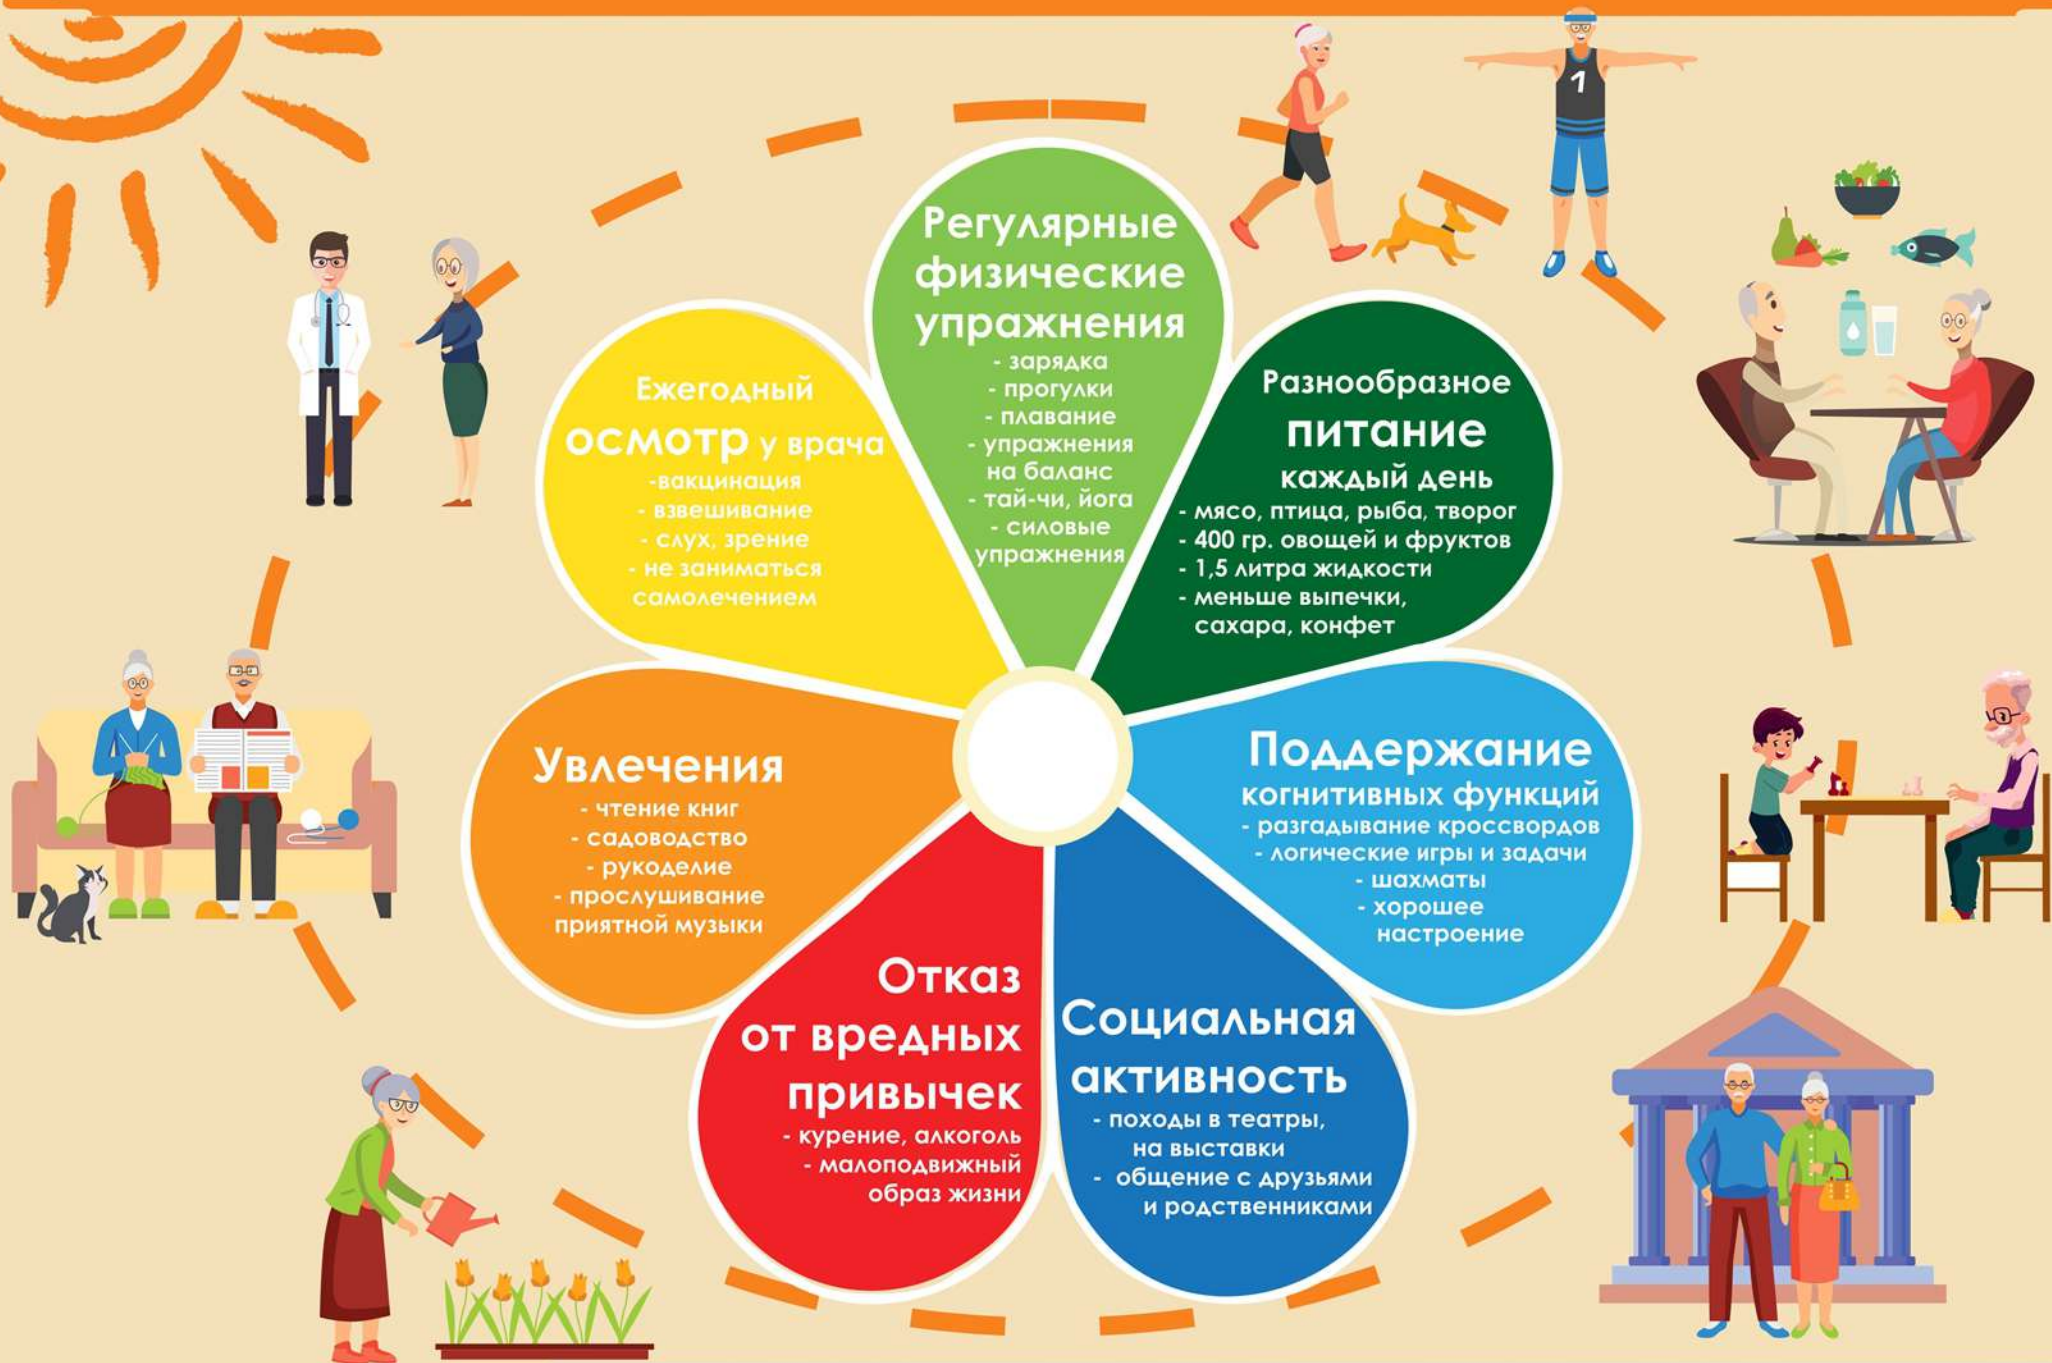 1
Регулярные
физические
упражнения
- зарядка
- прогулки
- плавание
- упражнения
на баланс
- тай-чи, йога
- силовые
упражнения
Разнообразное
питание
каждый день
- мясо, птица, рыба, творог
- 400 гр. овощей и фруктов
- 1,5 литра жидкости
- меньше выпечки,
сахара, конфет
Поддержание
когнитивных функций
- разгадывание кроссвордов
- логические игры и задачи
- шахматы
- хорошее
настроение
Социальная
активность
- походы в театры,
на выставки
- общение с друзьями
и родственниками
Отказ
от вредных
привычек
- курение, алкоголь
- малоподвижный
образ жизни
Увлечения
- чтение книг
- садоводство
- рукоделие
- прослушивание
приятной музыки
Ежегодный
осмотр у врача
-вакцинация
- взвешивание
- слух, зрение
- не заниматься
самолечением